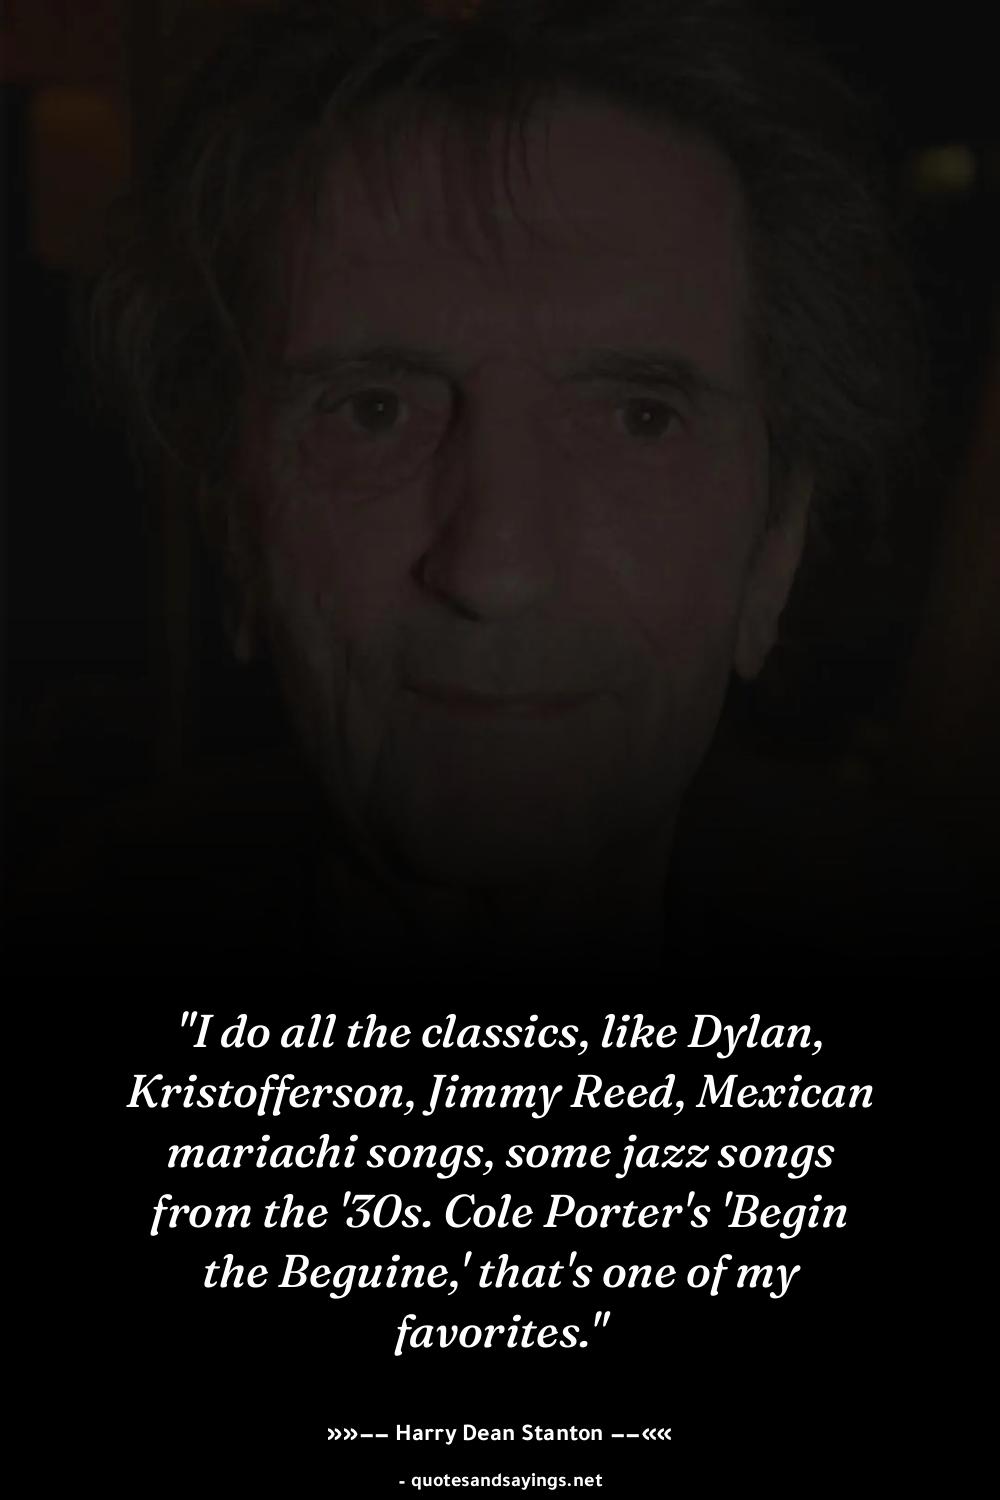 "I do all the classics, like Dylan,
Kristofferson, Jimmy Reed, Mexican
mariachi songs, some jazz songs
from the '30s. Cole Porter's 'Begin
the Beguine,' that's one of my
favorites."
»»−− Harry Dean Stanton −−««
- quotesandsayings.net